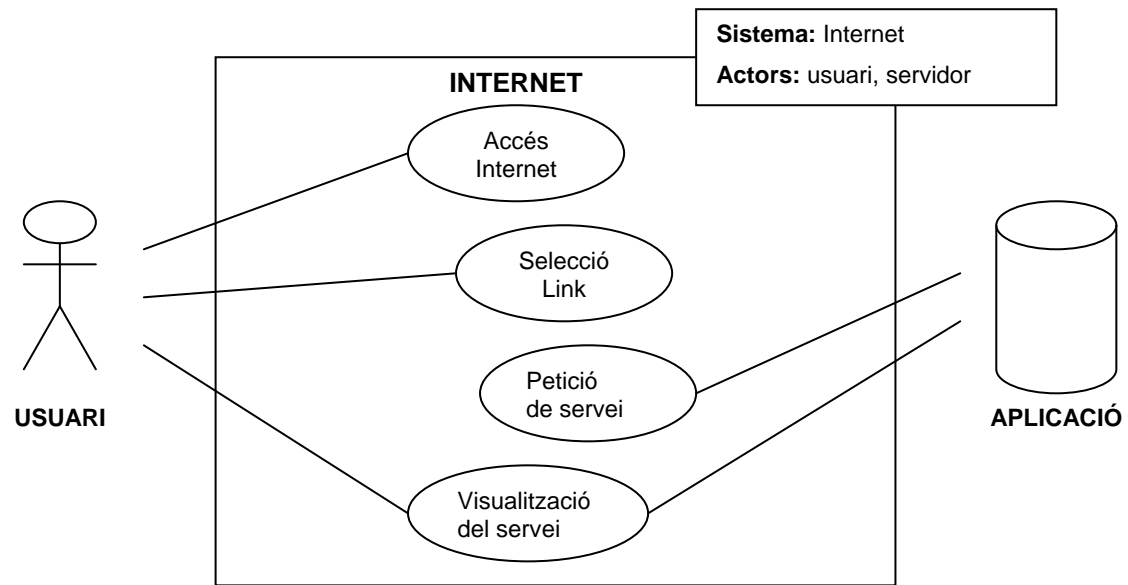 Sistema: Internet
Actors: usuari, servidor
INTERNET
Accés
Internet
Selecció
Link
Petició
de servei
USUARI
APLICACIÓ
Visualització
del servei